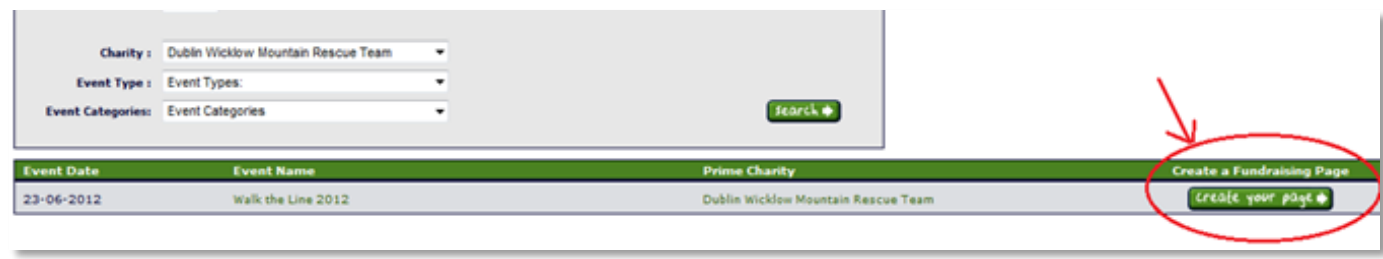 Charity : Dublin Wicklow Mountain Rescue Team
Event Type : Event Types:
Event Categories: Event Categories
search
Event Date Event Name Prime Charity Create a Fundraising Page
23-06-2012 Walk the Line 2012 Dublin Wicklow Mountain Rescue Team create your page